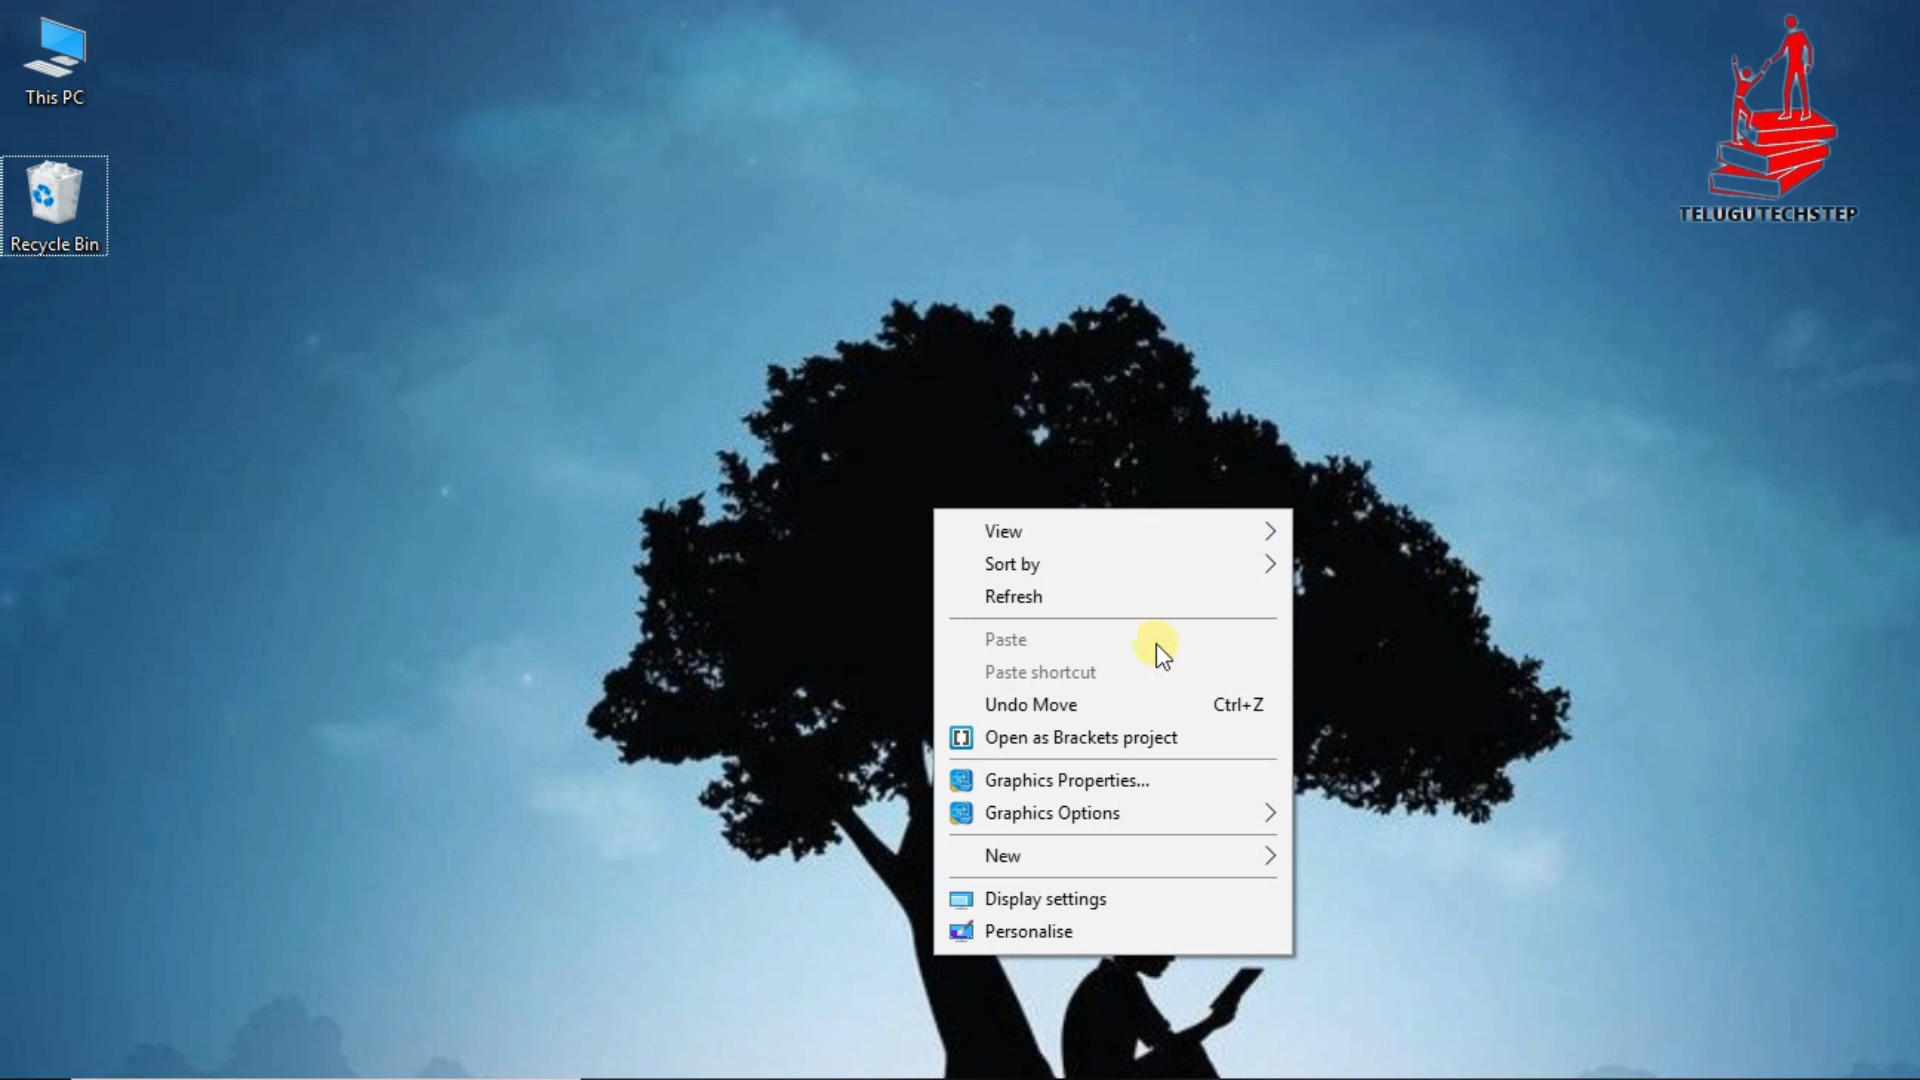 This PC
Recycle Bin
TELUGUTECHSTEP
View
Sort by
Refresh
Paste
Paste shortcut
Undo Move Ctrl+Z
Open as Brackets project
Graphics Properties...
Graphics Options
New
Display settings
Personalise